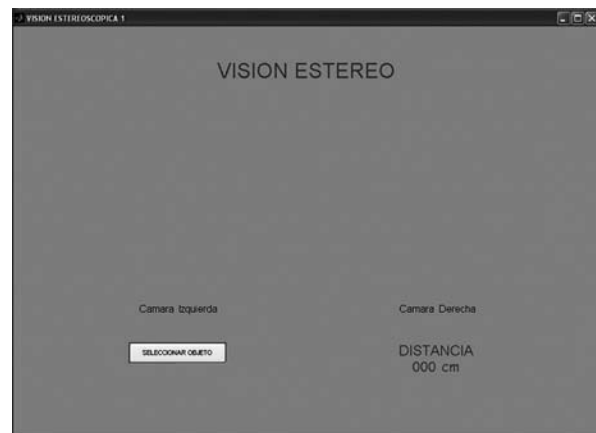 VISION ESTEREOSCOPICA 1
VISION ESTEREO
Camara Izquierda
Camara Derecha
SELECCIONAR OBJETO
DISTANCIA
000 cm